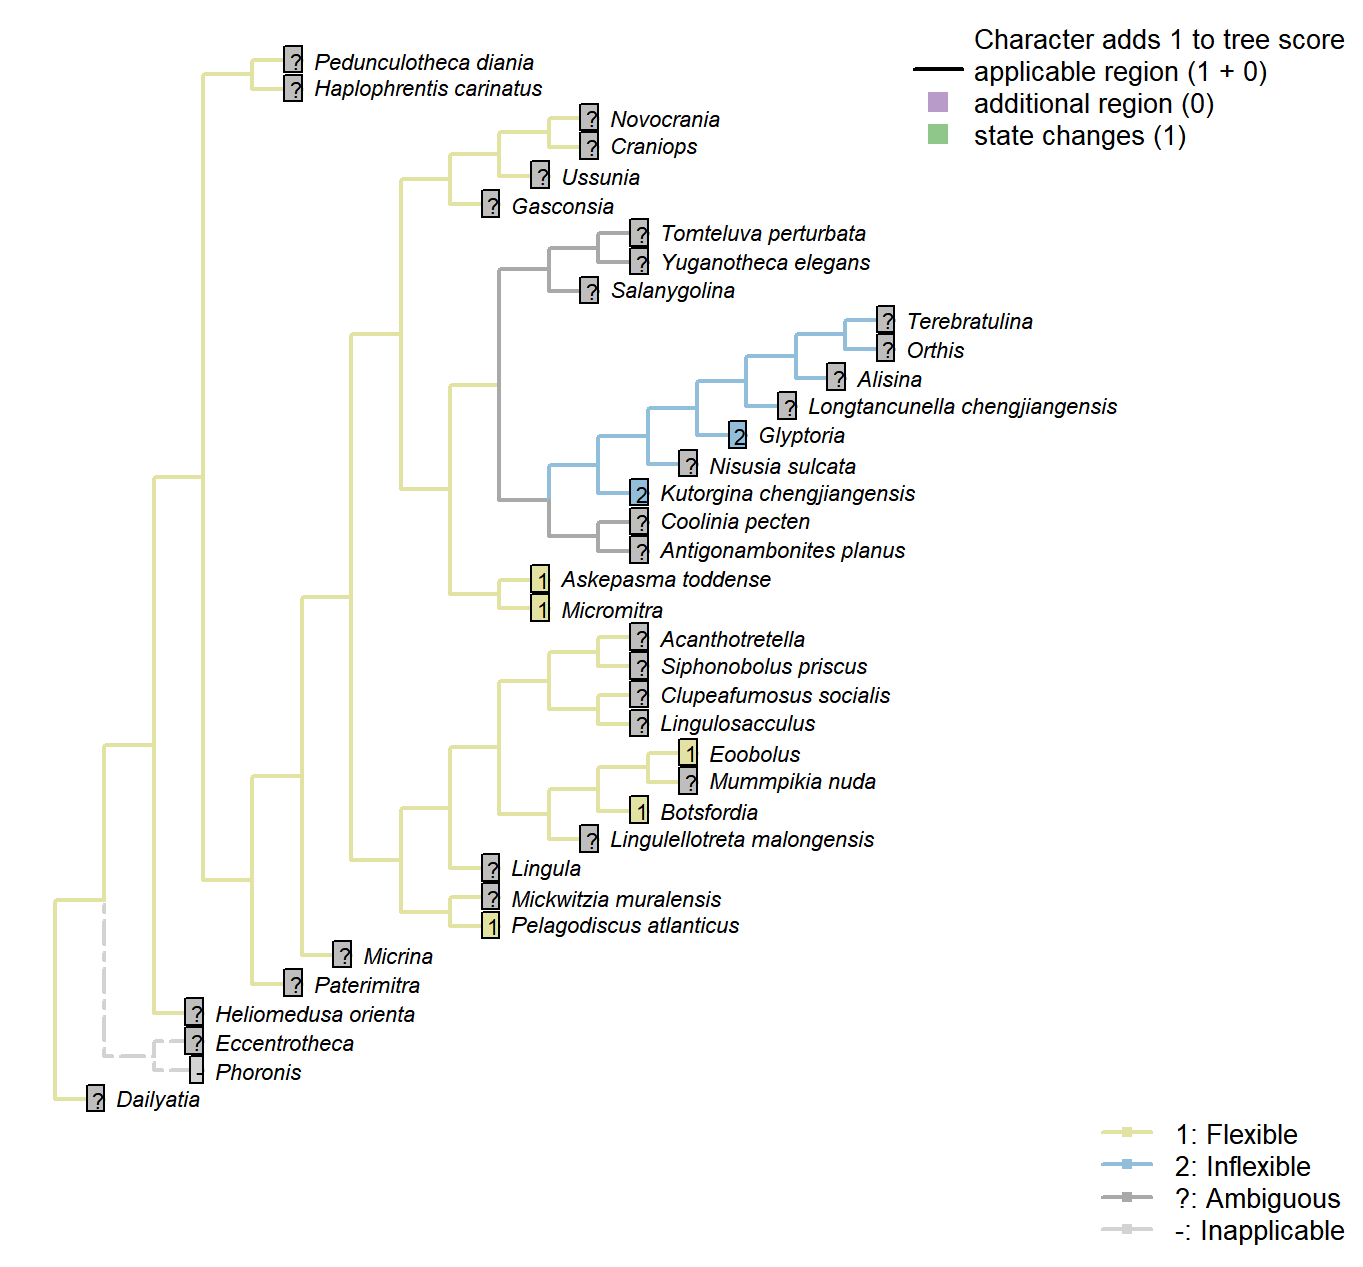 Character adds 1 to tree score
applicable region (1 + 0)
additional region (0)
state changes (1)
? Pedunculotheca diania
? Haplophrentis carinatus
? Novocrania
? Craniops
? Ussunia
? Gasconsia
? Tomteluva perturbata
? Yuganotheca elegans
? Salanygolina
? Terebratulina
? Orthis
? Alisina
? Longtancunella chengjiangensis
2 Glyptoria
? Nisusia sulcata
2 Kutorgina chengjiangensis
? Coolinia pecten
? Antigonambonites planus
1 Askepasma toddense
1 Micromitra
? Acanthotretella
? Siphonobolus priscus
? Clupeafumosus socialis
? Lingulosacculus
1 Eoobolus
? Mummpikia nuda
1 Botsfordia
? Lingulellotreta malongensis
? Lingula
? Mickwitzia muralensis
1 Pelagodiscus atlanticus
? Micrina
? Paterimitra
? Heliomedusa orienta
? Eccentrotheca
- Phoronis
? Dailyatia
1: Flexible
2: Inflexible
?: Ambiguous
-: Inapplicable